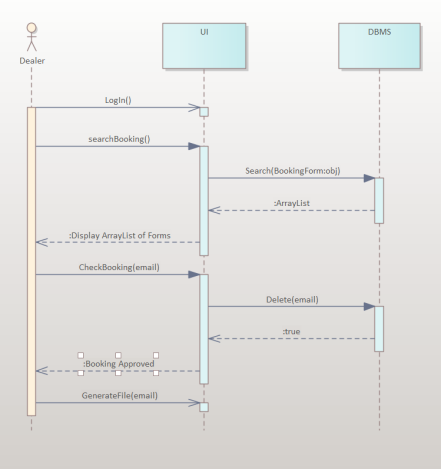 UI
DBMS
Dealer
LogIn()
searchBooking()
Search(BookingForm:obj)
:ArrayList
:Display ArrayList of Forms
CheckBooking(email)
Delete(email)
:true
:Booking Approved
GenerateFIle(email)